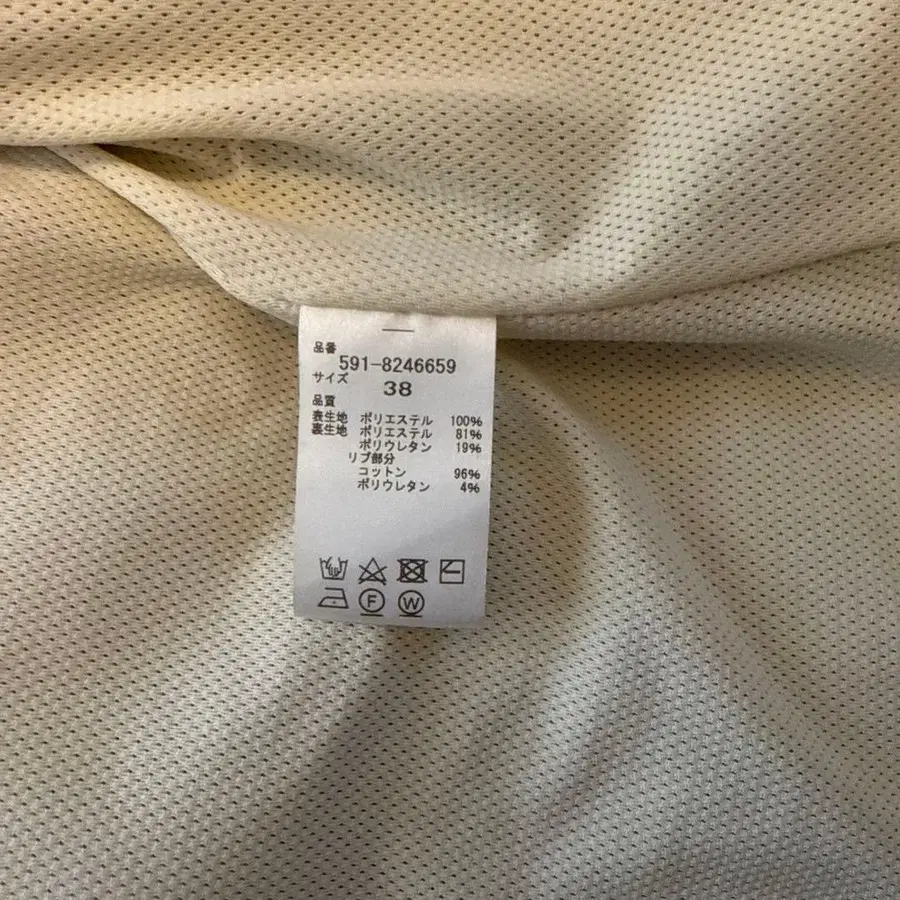 品番
591-8246659
サイズ
38
品質
表生地 ポリエステル 100%
裏生地 ポリエステル 81%
ポリウレタン 19%
リブ部分
コットン 96%
ポリウレタン 4%
F W